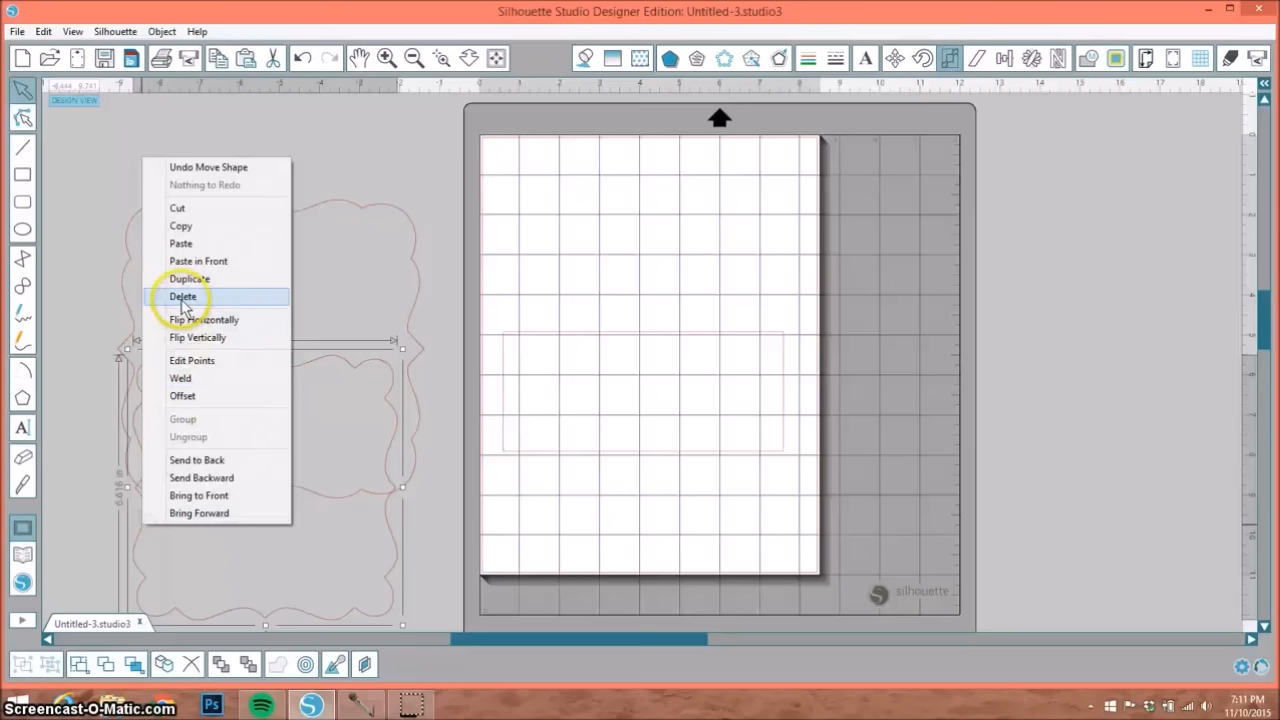 Silhouette Studio Designer Edition: Untitled-3.studio3
File Edit View Silhouette Object Help
DESIGN VIEW
Undo Move Shape
Nothing to Redo
Cut
Copy
Paste
Paste in Front
Duplicate
Delete
Flip Horizontally
Flip Vertically
Edit Points
Weld
Offset
Group
Ungroup
Send to Back
Send Backward
Bring to Front
Bring Forward
silhouette
Untitled-3.studio3
Ps
7:11 PM
11/10/2015
Screencast-O-Matic.com